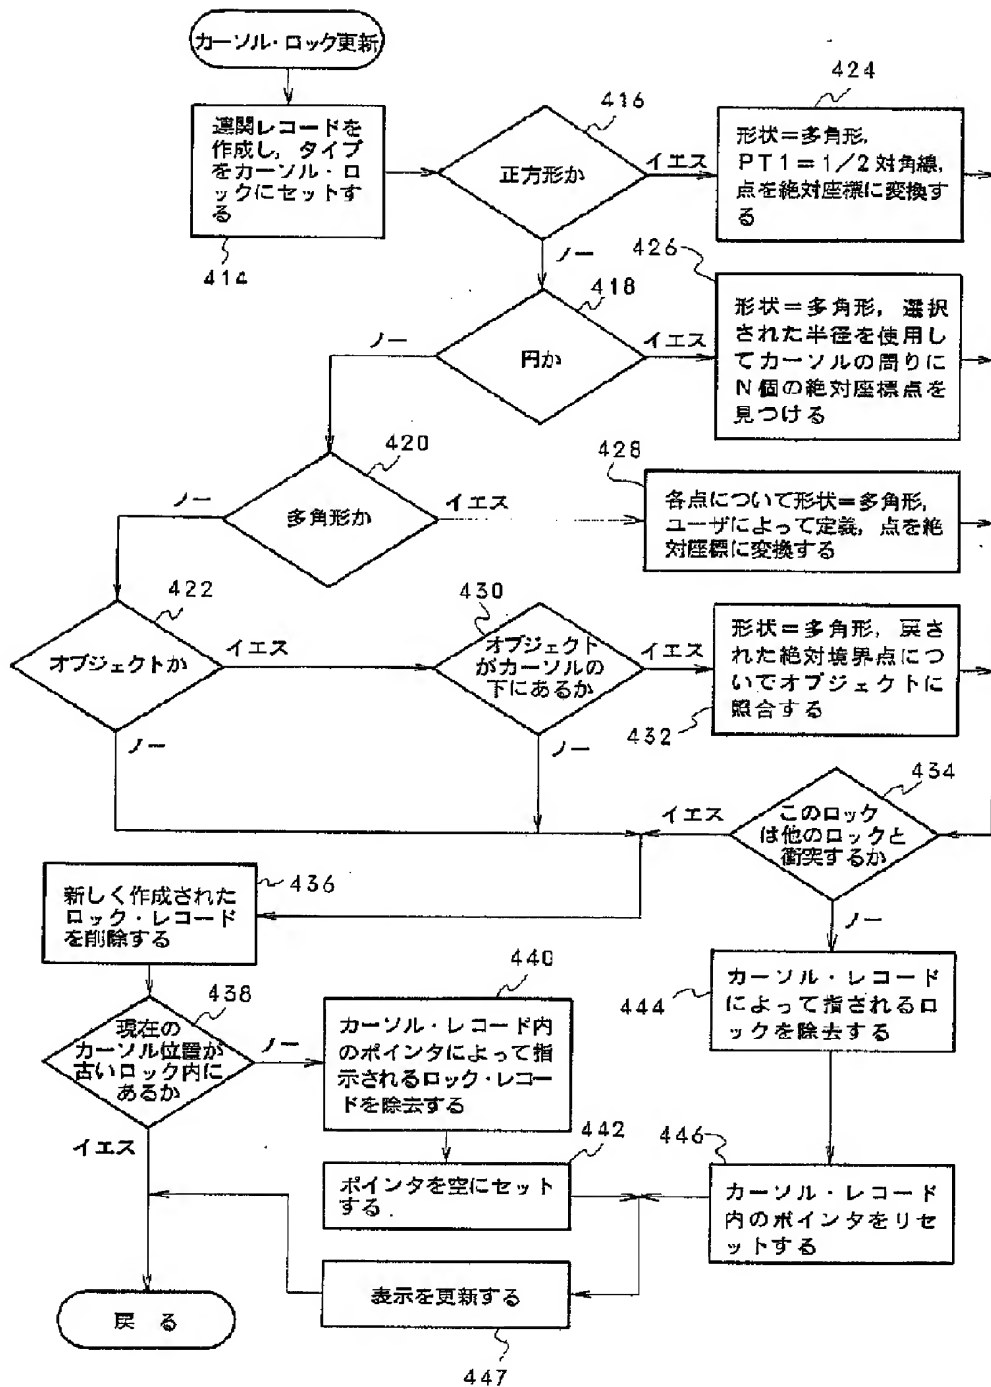 カーソル・ロック更新
連関レコードを
作成し，タイプ
をカーソル・ロ
ックにセットす
る
414
416
正方形か
イエス
ノー
424
形状＝多角形，
PT1＝1/2対角線，
点を絶対座標に変換す
る
418
円か
イエス
ノー
426
形状＝多角形，選択
された半径を使用し
てカーソルの周りに
N個の絶対座標点を
見つける
420
多角形か
イエス
ノー
428
各点について形状＝多角形，
ユーザによって定義，点を絶
対座標に変換する
422
オブジェクトか
イエス
ノー
430
オブジェクト
がカーソルの
下にあるか
イエス
ノー
形状＝多角形，戻さ
れた絶対境界点につ
いてオブジェクトに
照合する
432
434
このロック
は他のロックと
衝突するか
イエス
ノー
436
新しく作成された
ロック・レコード
を削除する
438
現在の
カーソル位置が
古いロック内に
あるか
ノー
イエス
440
カーソル・レコード内
のポインタによって指
示されるロック・レコー
ドを除去する
442
ポインタを空にセット
する．
444
カーソル・レコード
によって指されるロ
ックを除去する
446
カーソル・レコード
内のポインタをリセ
ットする
表示を更新する
447
戻 る